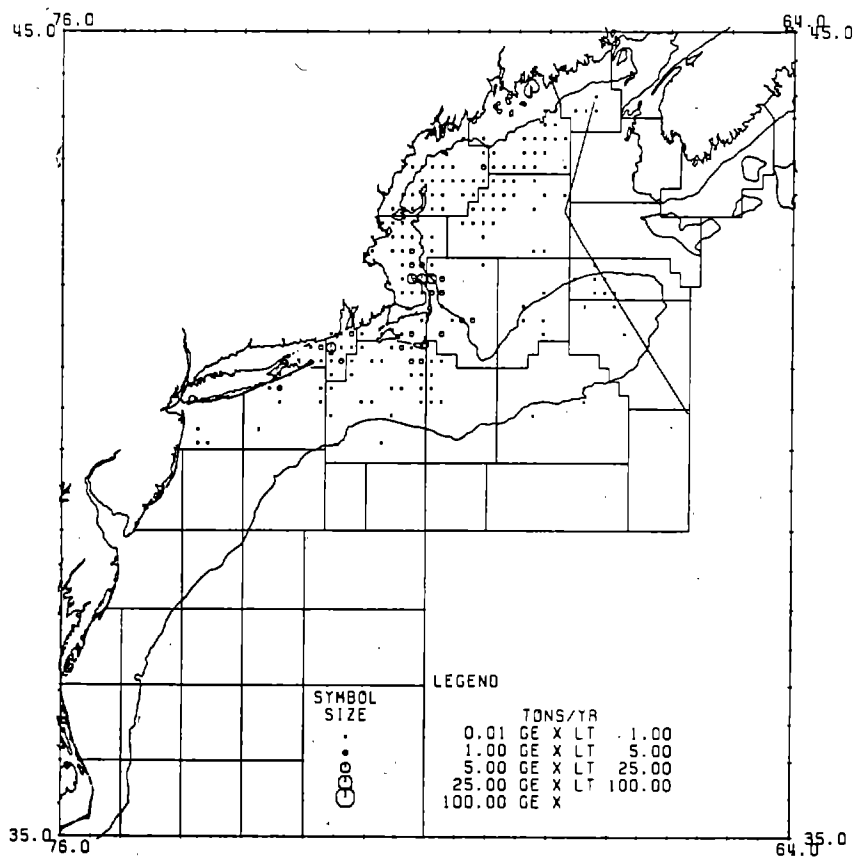 76.0 64.0
45.0 45.0
LEGEND
SYMBOL
SIZE
TONS/YR
0.01 GE X LT 1.00
1.00 GE X LT 5.00
5.00 GE X LT 25.00
25.00 GE X LT 100.00
100.00 GE X
35.0 35.0
76.0 64.0